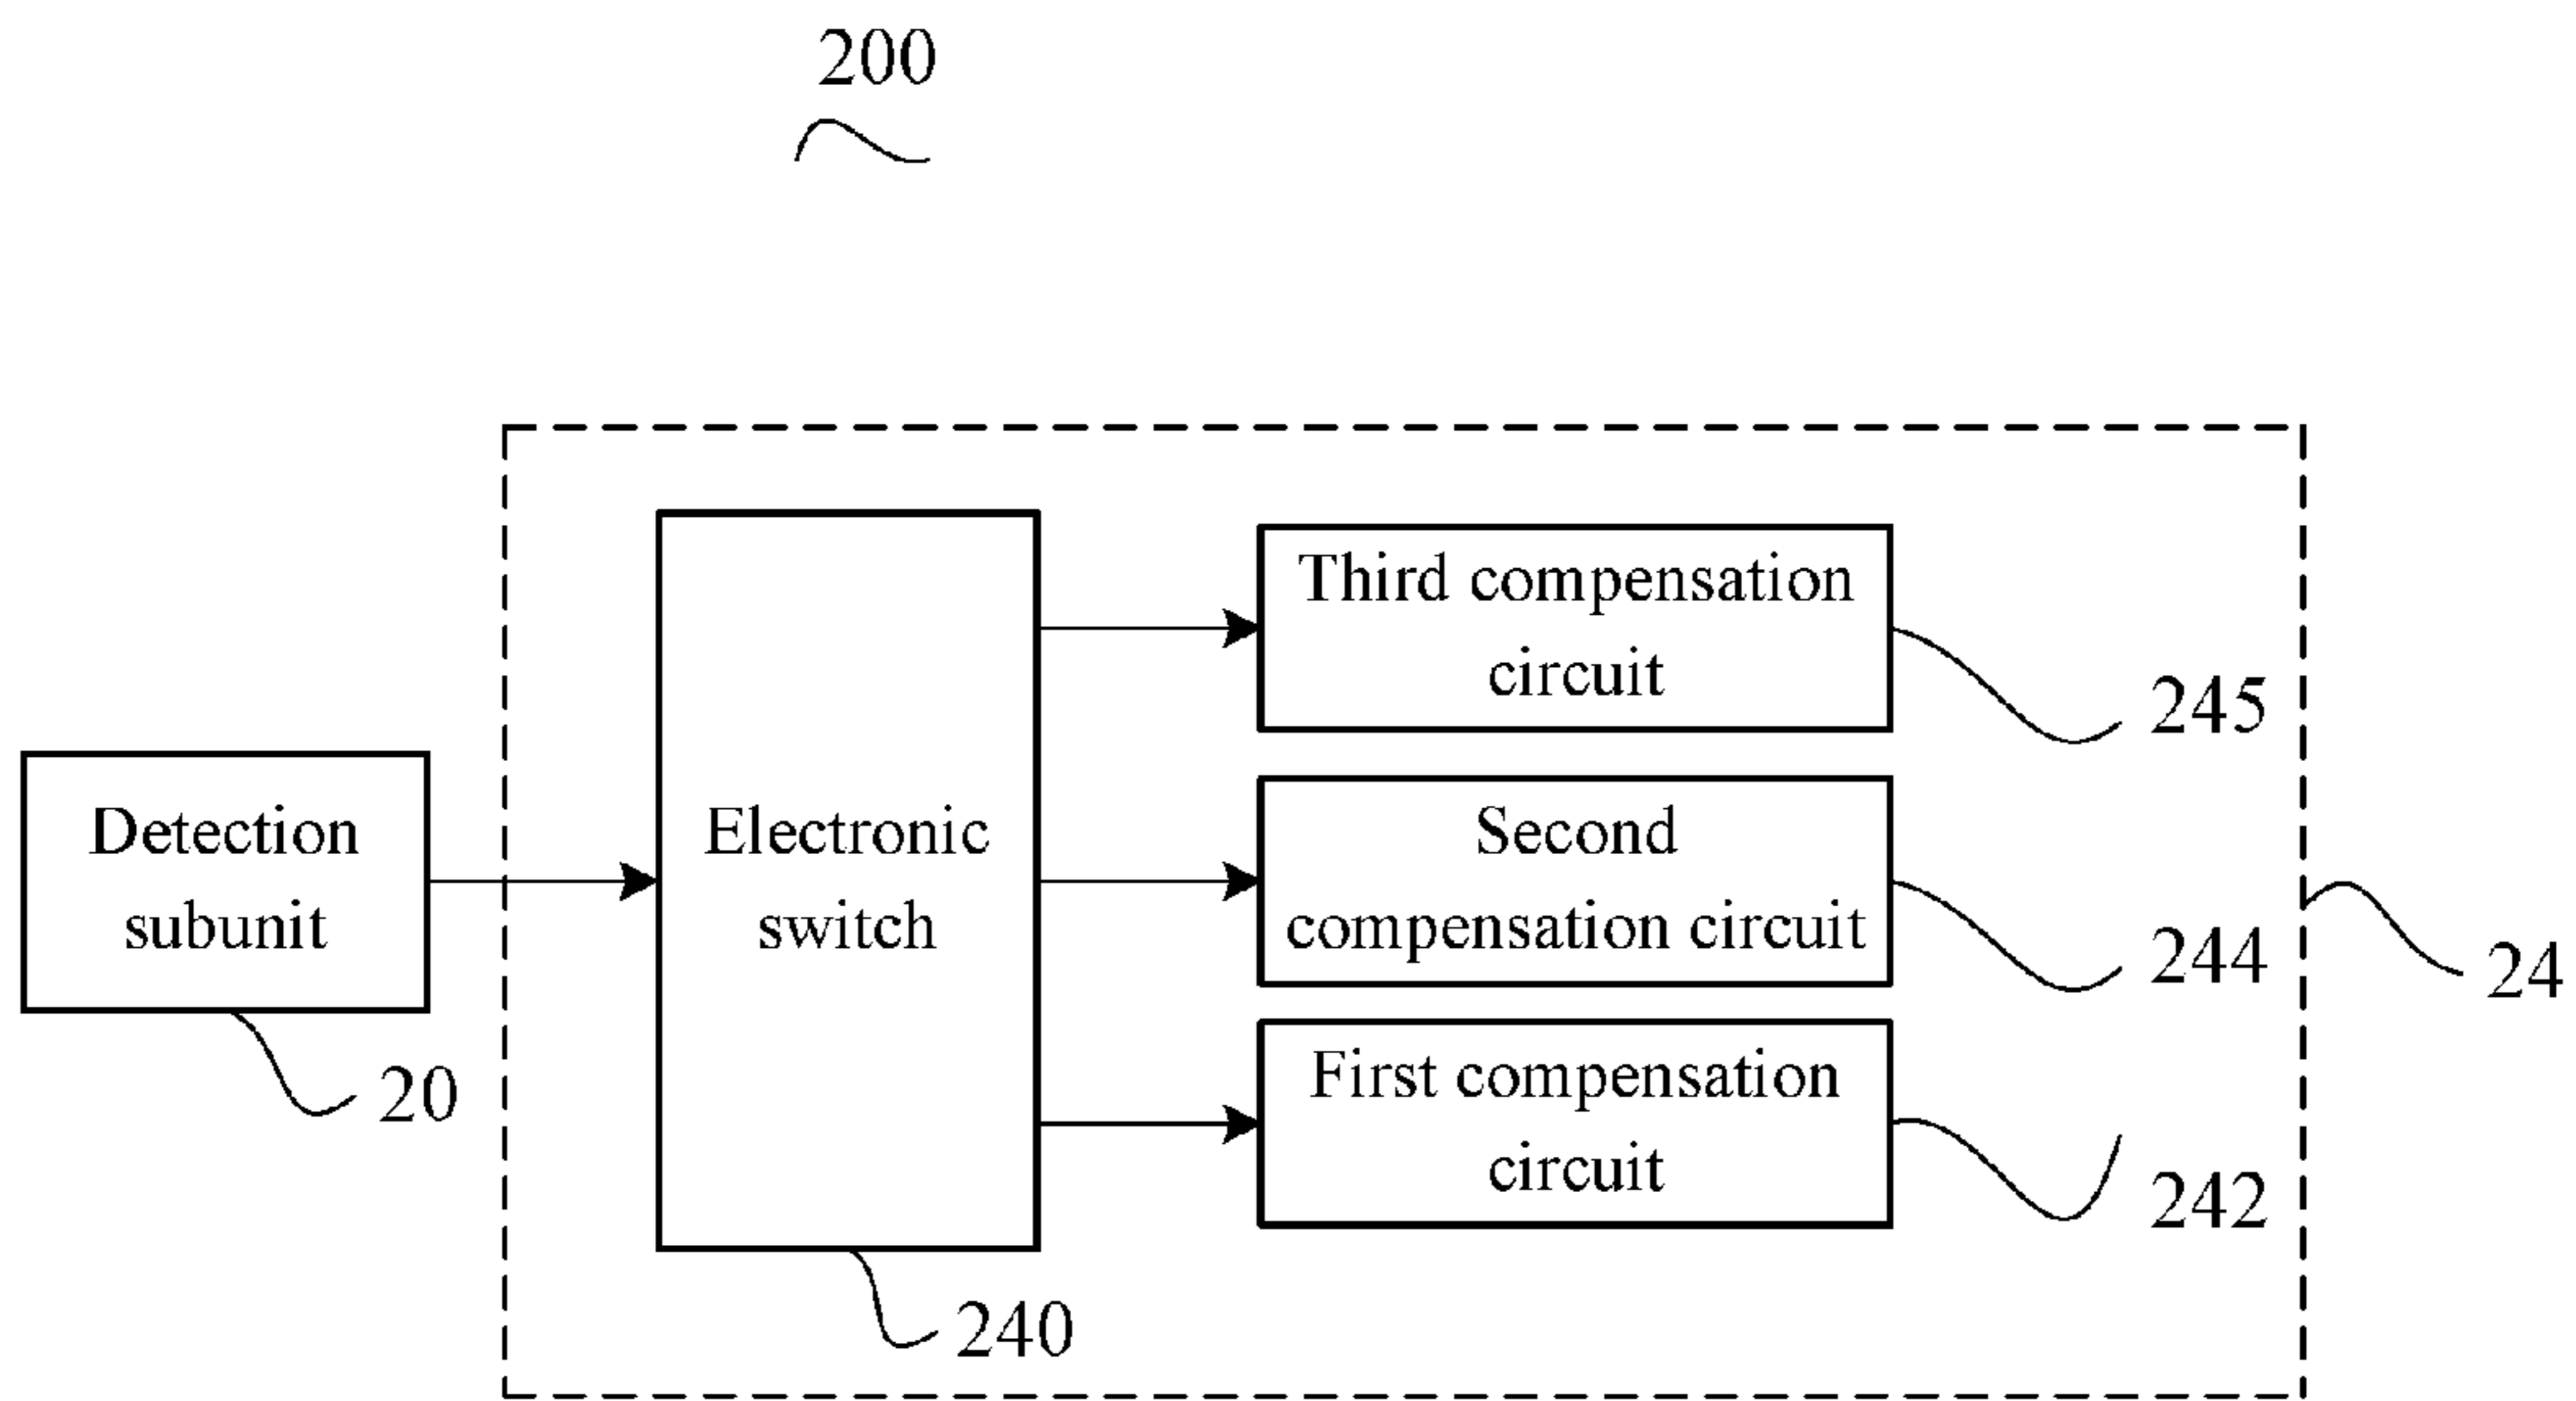 200
Third compensation
circuit
245
Detection
subunit
20
Electronic
switch
240
Second
compensation circuit
244
24
First compensation
circuit
242